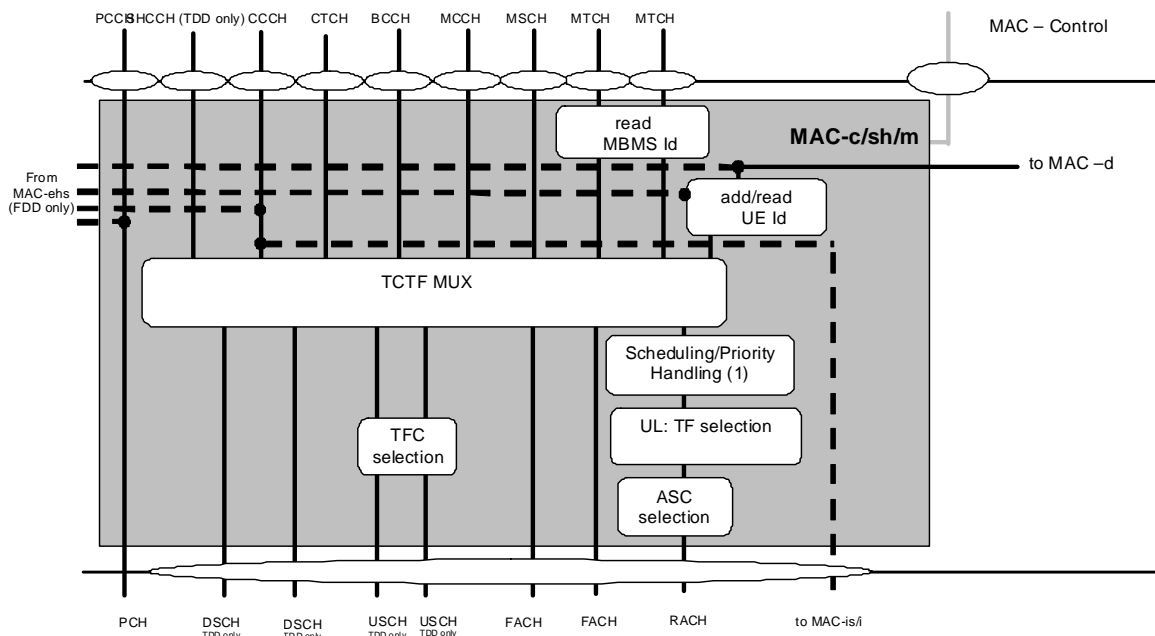 PCCH SHCCH (TDD only) CCCH CTCH BCCH MCCH MSCH MTCH MTCH
MAC – Control
read
MBMS Id
MAC-c/sh/m
From
MAC-ehs
(FDD only)
to MAC –d
add/read
UE Id
TCTF MUX
Scheduling/Priority
Handling (1)
UL: TF selection
TFC
selection
ASC
selection
PCH DSCH DSCH USCH USCH FACH FACH RACH to MAC-is/i
TDD only TDD only TDD only TDD only